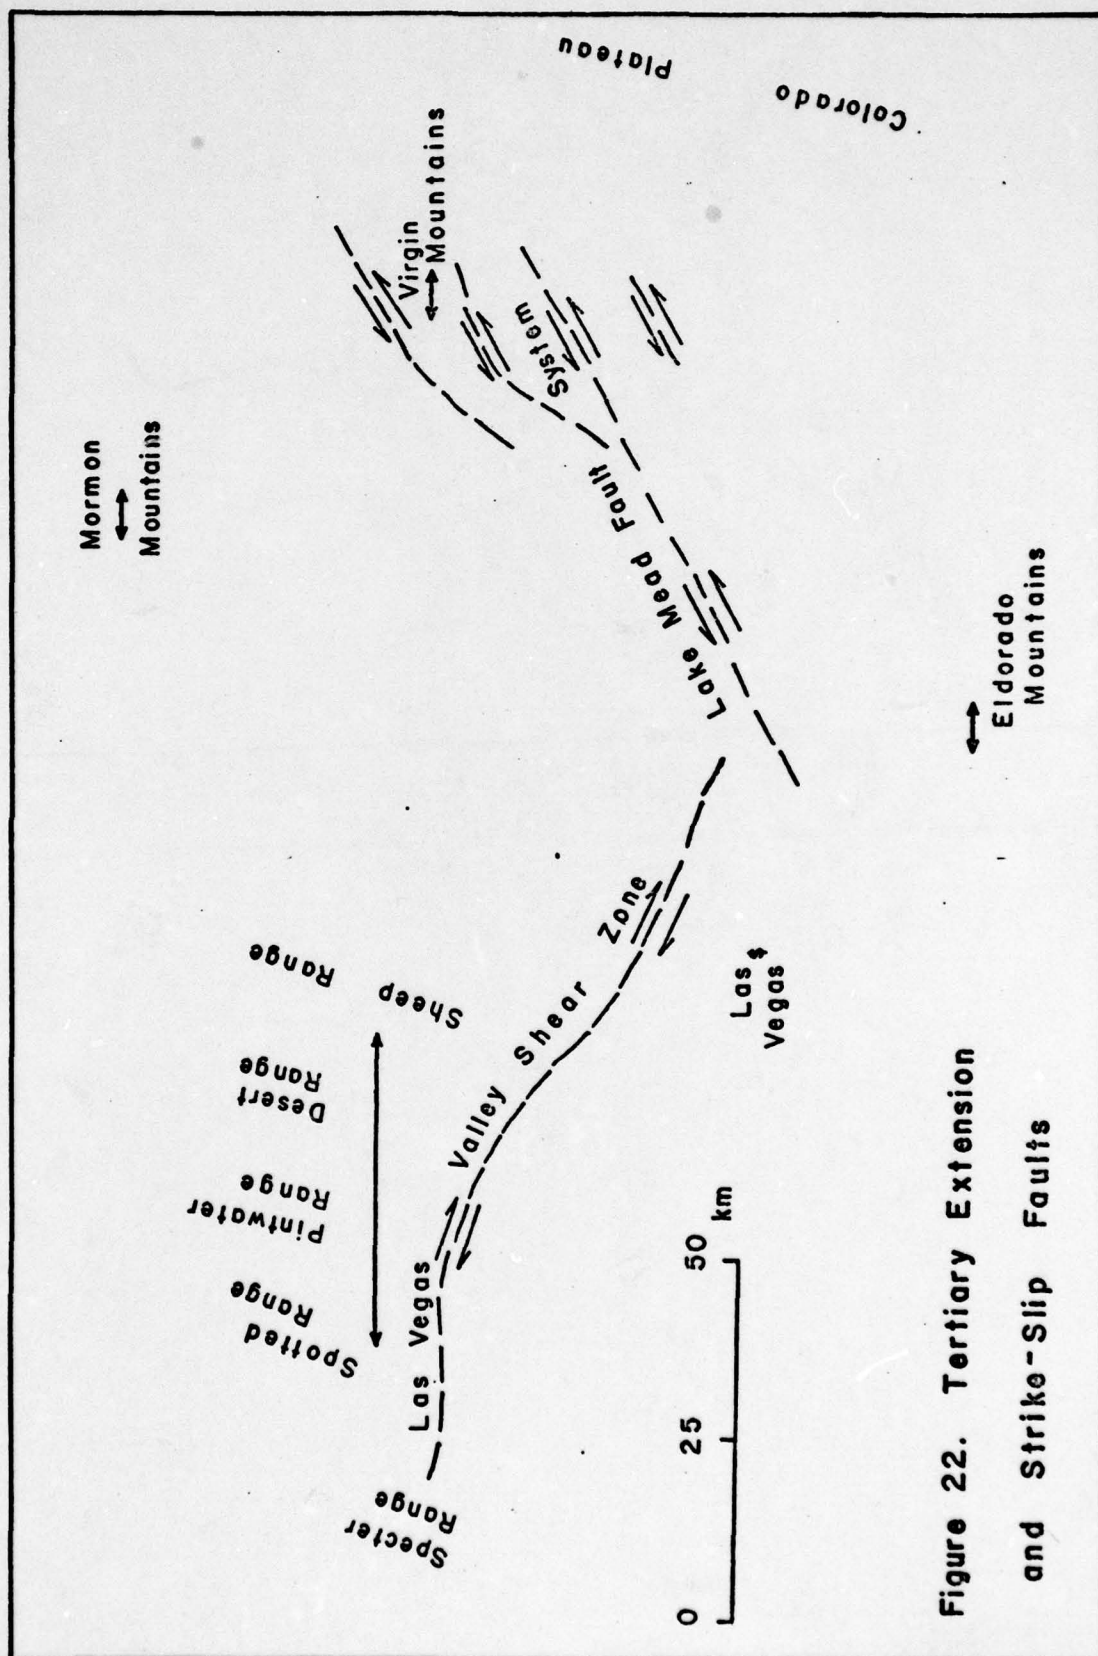 Mormon
Mountains
Virgin
Mountains
Colorado
Plateau
Spotted
Range
Pintwater
Range
Desert
Range
Sheep
Range
Specter
Range
Las Vegas Valley Shear Zone
Lake Mead Fault System
Las
Vegas
Eldorado
Mountains
0 25 50
km
Figure 22. Tertiary Extension
and Strike-Slip Faults